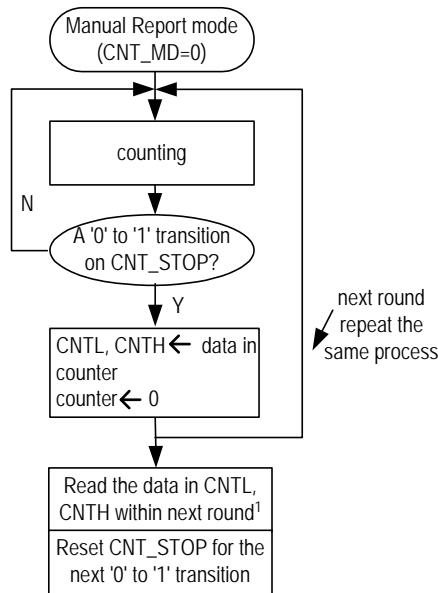 Manual Report mode
(CNT_MD=0)
counting
N
A '0' to '1' transition
on CNT_STOP?
Y
next round
repeat the
same process
CNTL, CNTH ← data in
counter
counter ← 0
Read the data in CNTL,
CNTH within next round¹
Reset CNT_STOP for the
next '0' to '1' transition